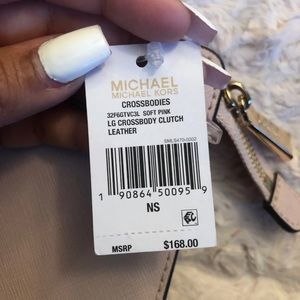 MICHAEL
MICHAEL KORS
CROSSBODIES
32F6GTVC3L SOFT PINK
LG CROSSBODY CLUTCH
LEATHER
1 90864 50095 9
NS
MSRP $168.00